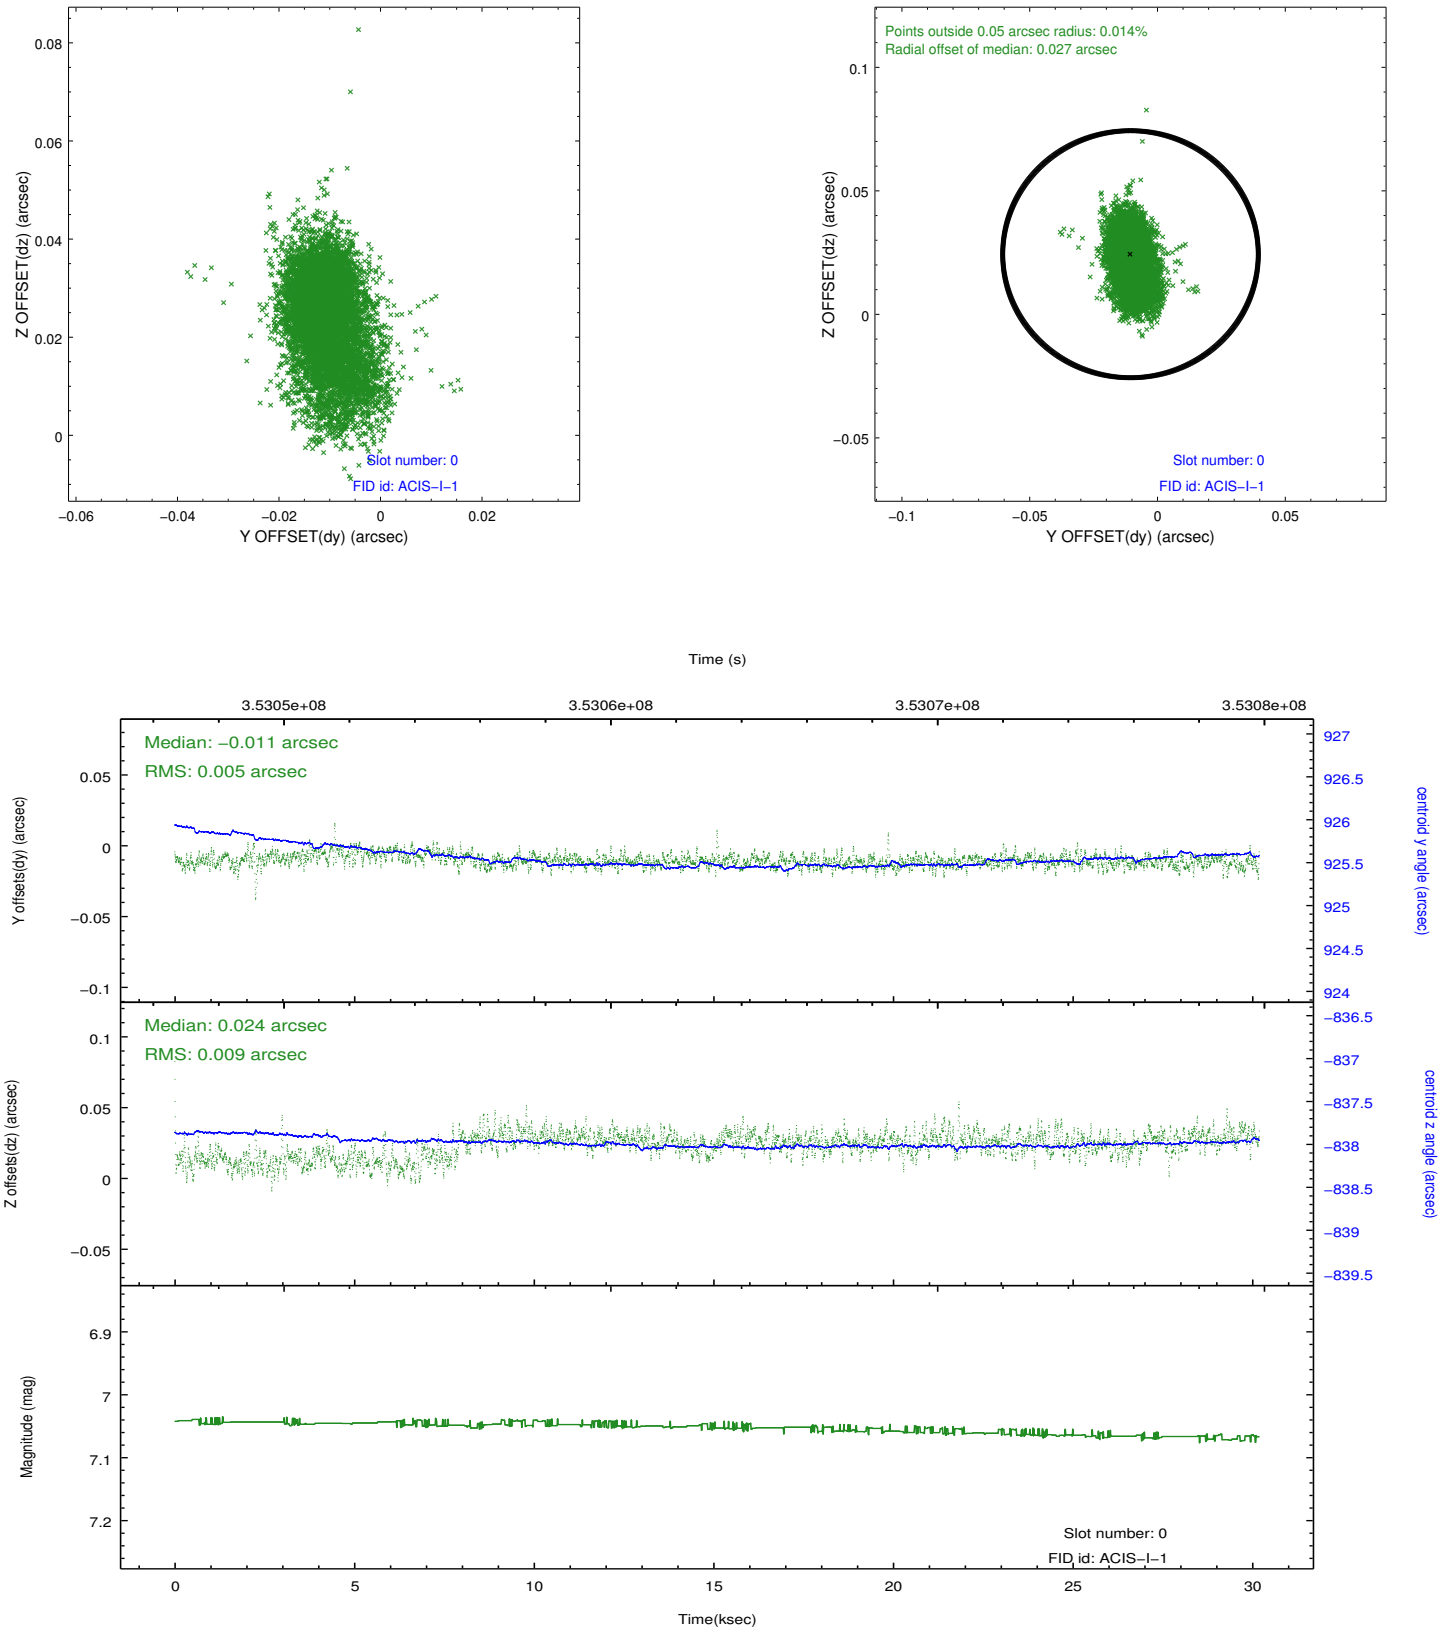 0.08
0.06
0.04
0.02
0
Z OFFSET(dz) (arcsec)
Slot number: 0
FID id: ACIS−I−1
−0.06
−0.04
−0.02
0
0.02
Y OFFSET(dy) (arcsec)
Points outside 0.05 arcsec radius: 0.014%
Radial offset of median: 0.027 arcsec
0.1
0.05
0
−0.05
Z OFFSET(dz) (arcsec)
Slot number: 0
FID id: ACIS−I−1
−0.1
−0.05
0
0.05
Y OFFSET(dy) (arcsec)
Time (s)
3.5305e+08
3.5306e+08
3.5307e+08
3.5308e+08
Median: −0.011 arcsec
RMS: 0.005 arcsec
0.05
0
−0.05
−0.1
Y offsets(dy) (arcsec)
927
926.5
926
925.5
925
924.5
924
centroid y angle (arcsec)
Median: 0.024 arcsec
RMS: 0.009 arcsec
0.1
0.05
0
−0.05
Z offsets(dz) (arcsec)
−836.5
−837
−837.5
−838
−838.5
−839
−839.5
centroid z angle (arcsec)
6.9
7
7.1
7.2
Magnitude (mag)
Slot number: 0
FID id: ACIS−I−1
0
5
10
15
20
25
30
Time(ksec)